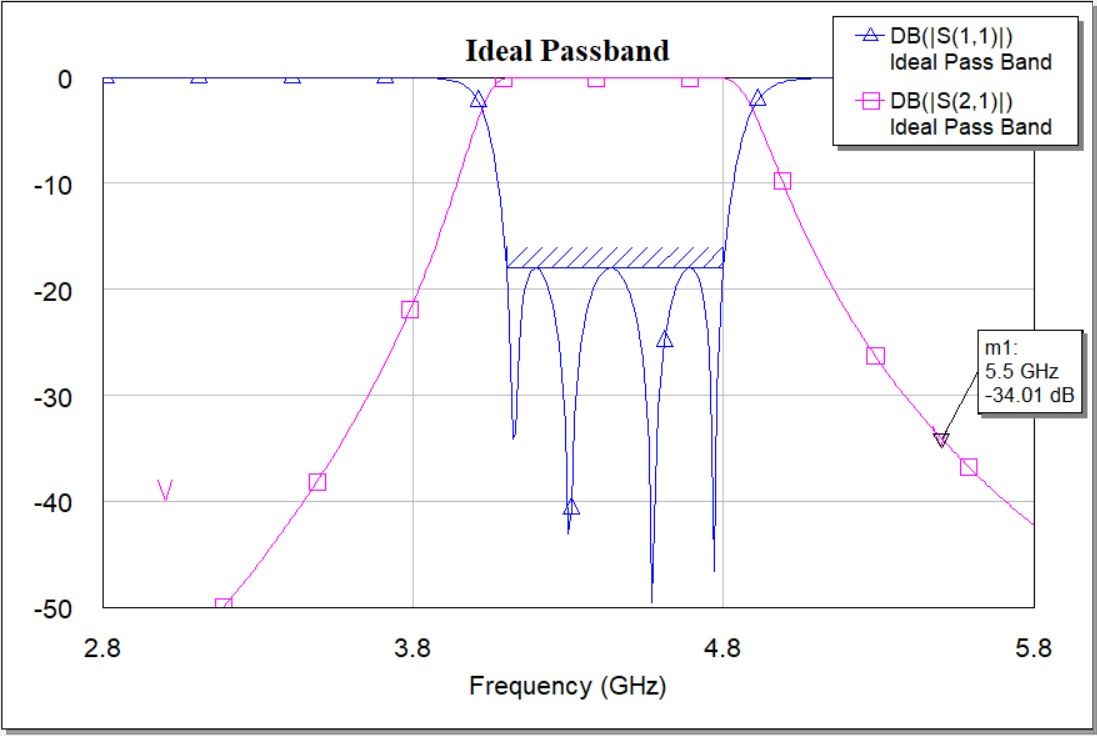 Ideal Passband
DB(|S(1,1)|)
Ideal Pass Band
DB(|S(2,1)|)
Ideal Pass Band
0
-10
-20
-30
-40
-50
m1:
5.5 GHz
-34.01 dB
2.8
3.8
4.8
5.8
Frequency (GHz)